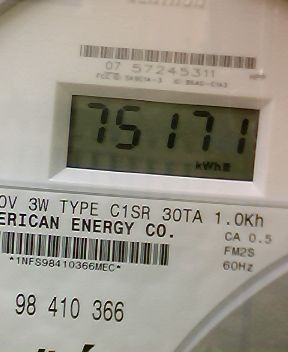 07 57245311
75171
kWh
0V 3W TYPE C1SR 30TA 1.0Kh
ERICAN ENERGY CO.
CA 0.5
FM2S
*1NFS98410366MEC*
60Hz
98 410 366